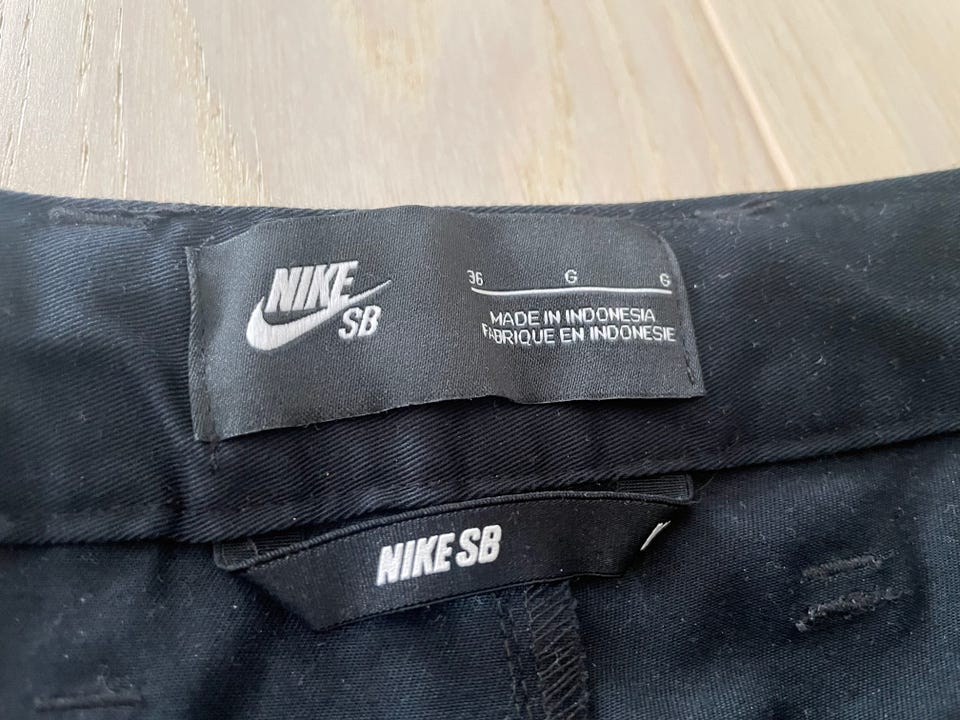 NIKE
SB
36 G G
MADE IN INDONESIA
FABRIQUE EN INDONESIE
NIKE SB